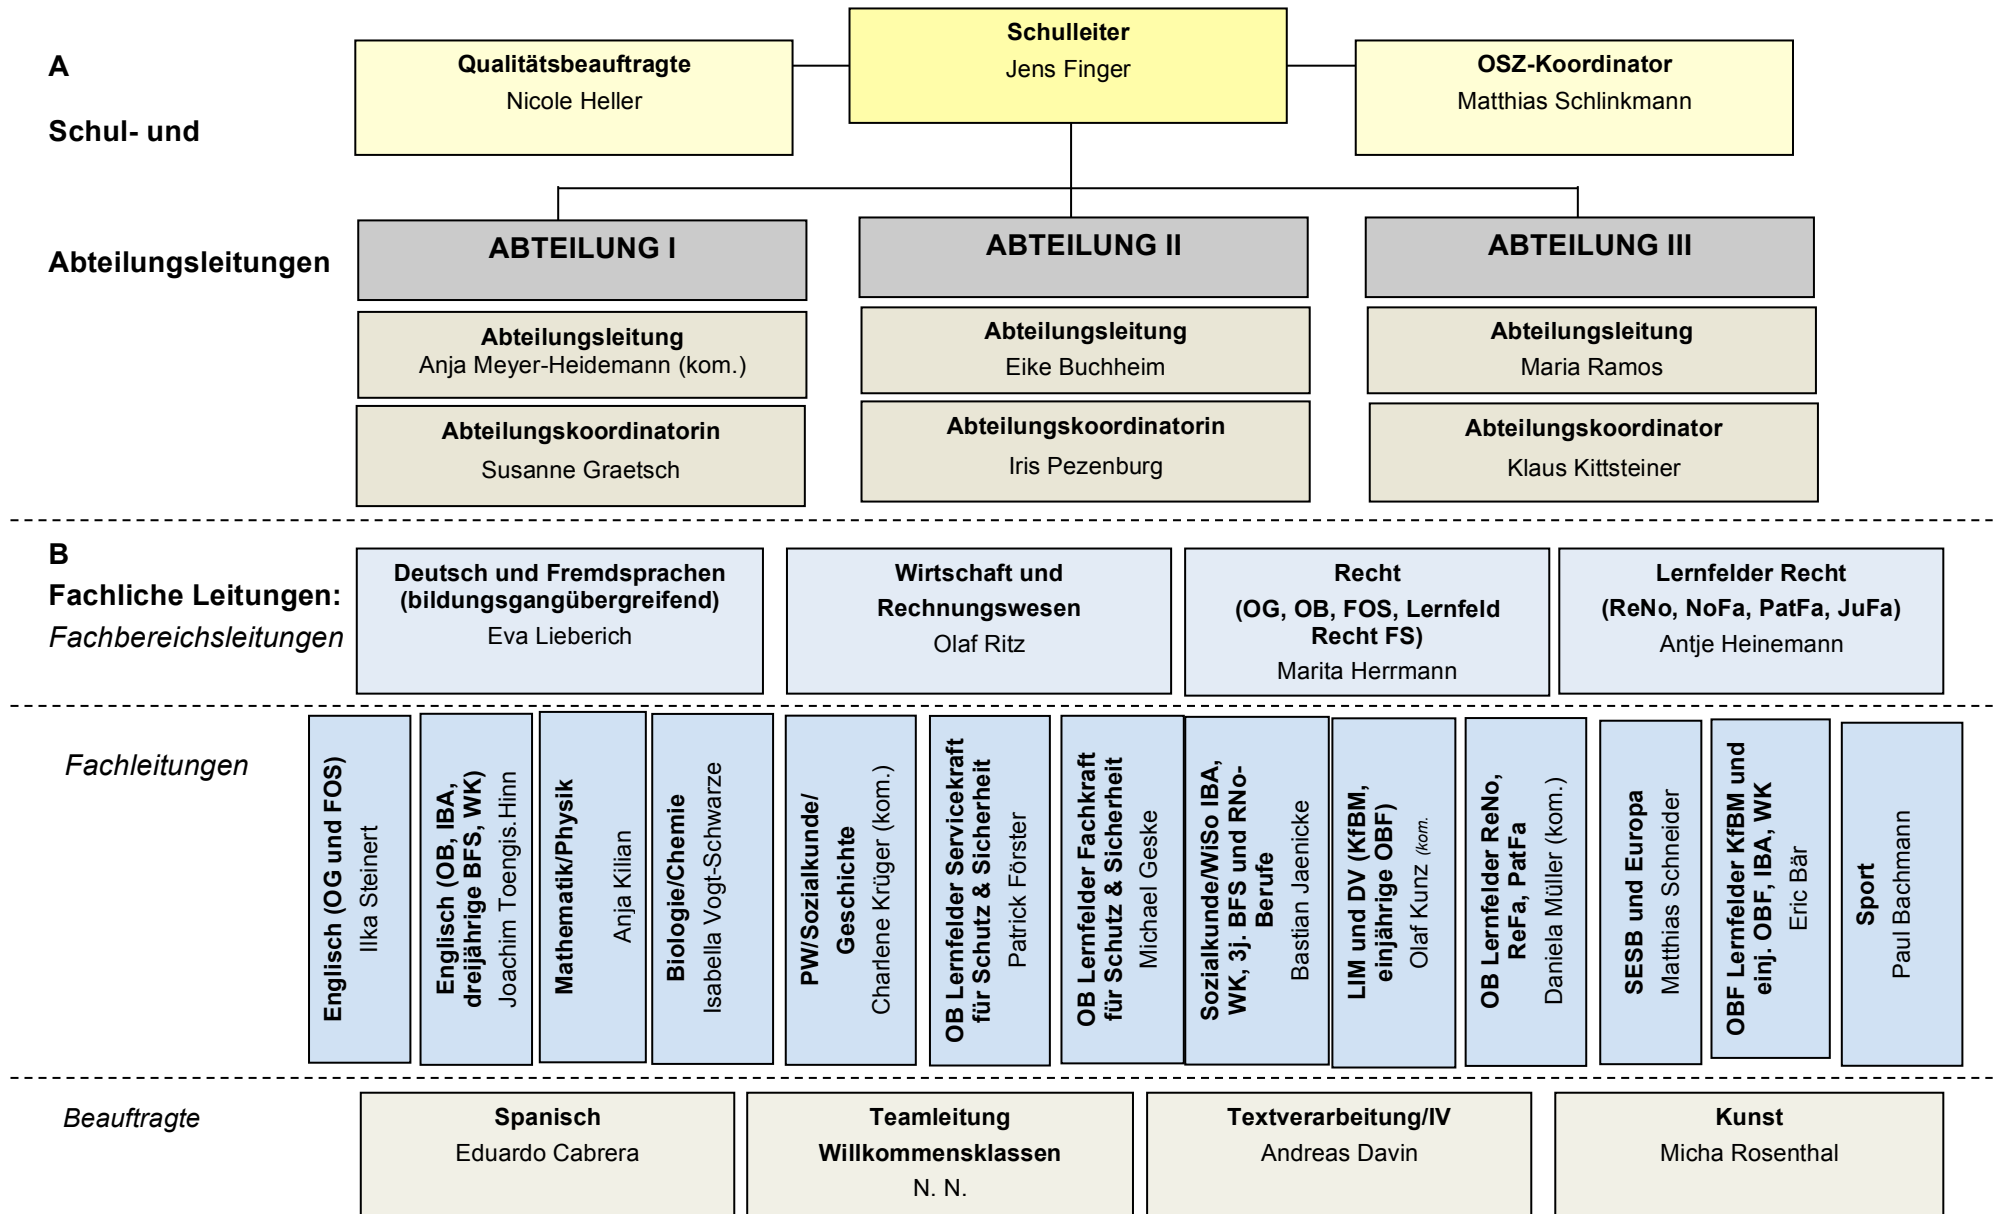 A
Schul- und
Abteilungsleitungen
Qualitätsbeauftragte
Nicole Heller
Schulleiter
Jens Finger
OSZ-Koordinator
Matthias Schlinkmann
ABTEILUNG I
ABTEILUNG II
ABTEILUNG III
Abteilungsleitung
Anja Meyer-Heidemann (kom.)
Abteilungsleitung
Eike Buchheim
Abteilungsleitung
Maria Ramos
Abteilungskoordinatorin
Susanne Graetsch
Abteilungskoordinatorin
Iris Pezenburg
Abteilungskoordinator
Klaus Kittsteiner
B
Fachliche Leitungen:
Fachbereichsleitungen
Deutsch und Fremdsprachen
(bildungsgangübergreifend)
Eva Lieberich
Wirtschaft und
Rechnungswesen
Olaf Ritz
Recht
(OG, OB, FOS, Lernfeld
Recht FS)
Marita Herrmann
Lernfelder Recht
(ReNo, NoFa, PatFa, JuFa)
Antje Heinemann
Fachleitungen
Englisch (OG und FOS)
Ilka Steinert
Englisch (OB, IBA,
dreijährige BFS, WK)
Joachim Toengis.Hinn
Mathematik/Physik
Anja Kilian
Biologie/Chemie
Isabella Vogt-Schwarze
PW/Sozialkunde/
Geschichte
Charlene Krüger (kom.)
OB Lernfelder Servicekraft
für Schutz & Sicherheit
Patrick Förster
OB Lernfelder Fachkraft
für Schutz & Sicherheit
Michael Geske
Sozialkunde/WiSo IBA,
WK, 3j. BFS und RNo-
Berufe
Bastian Jaenicke
LIM und DV (KfBM,
einjährige OBF)
Olaf Kunz (kom.
OB Lernfelder ReNo,
ReFa, PatFa
Daniela Müller (kom.)
SESB und Europa
Matthias Schneider
OBF Lernfelder KfBM und
einj. OBF, IBA, WK
Eric Bär
Sport
Paul Bachmann
Beauftragte
Spanisch
Eduardo Cabrera
Teamleitung
Willkommensklassen
N. N.
Textverarbeitung/IV
Andreas Davin
Kunst
Micha Rosenthal